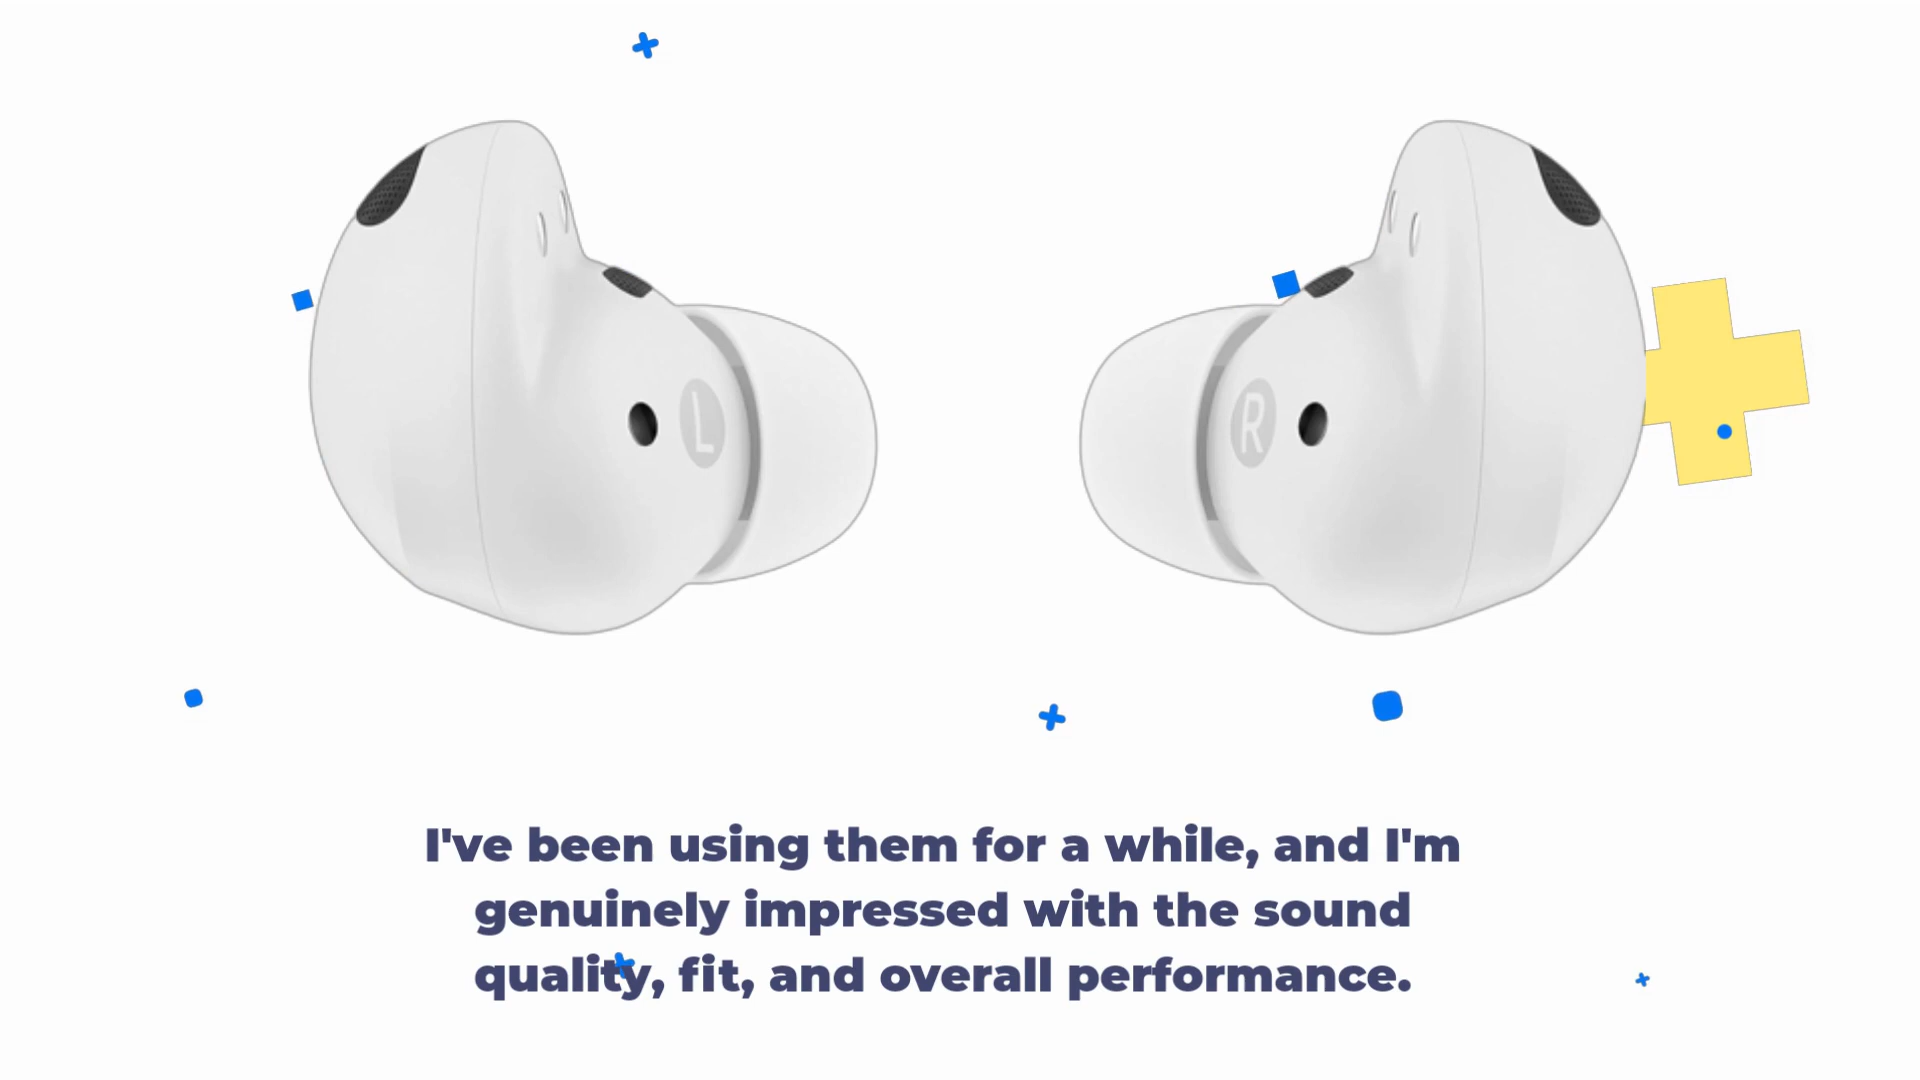 L
R
I've been using them for a while, and I'm
genuinely impressed with the sound
quality, fit, and overall performance.